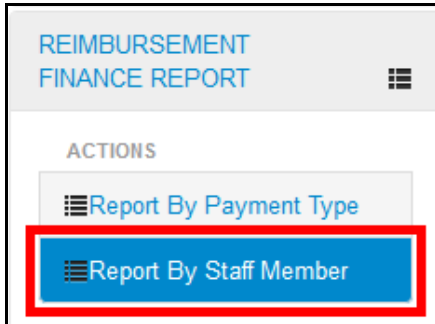 REIMBURSEMENT
FINANCE REPORT
ACTIONS
Report By Payment Type
Report By Staff Member